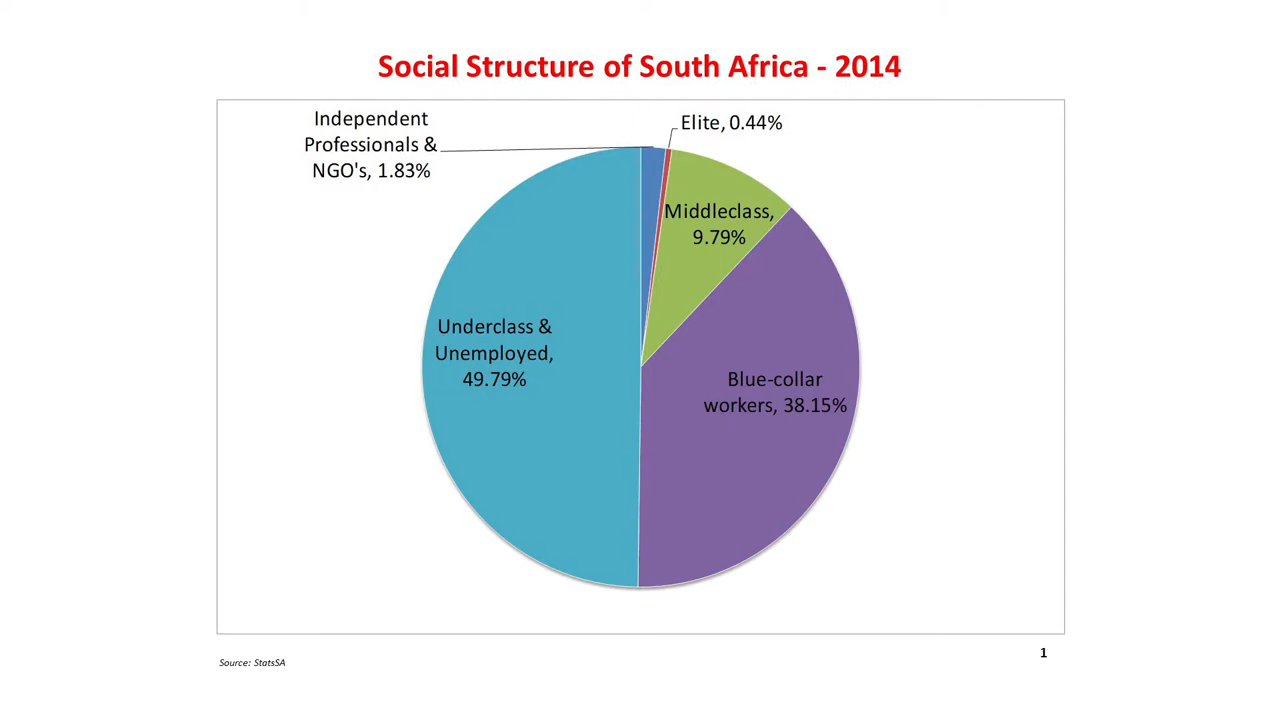 Social Structure of South Africa - 2014
Independent
Professionals &
NGO's, 1.83%
Elite, 0.44%
Middleclass,
9.79%
Underclass &
Unemployed,
49.79%
Blue-collar
workers, 38.15%
Source: StatsSA
1